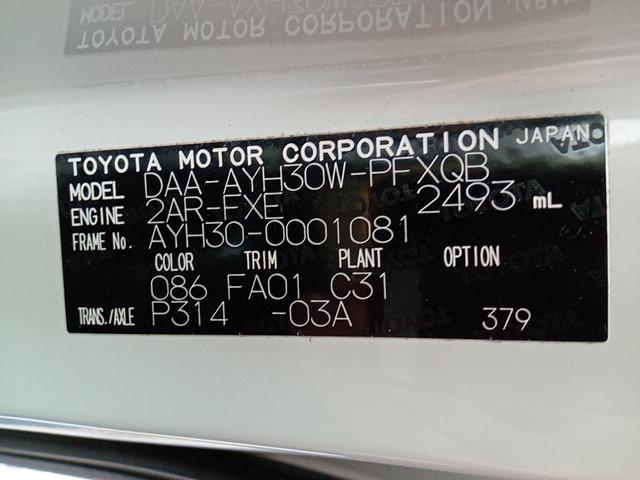 TOYOTA MOTOR CORPORATION JAPAN
MODEL DAA-AYH30W-PFXQB
ENGINE 2AR-FXE 2493 mL
FRAME No. AYH30-0001081
COLOR TRIM PLANT OPTION
086 FA01 C31
TRANS./AXLE P314 -03A 379